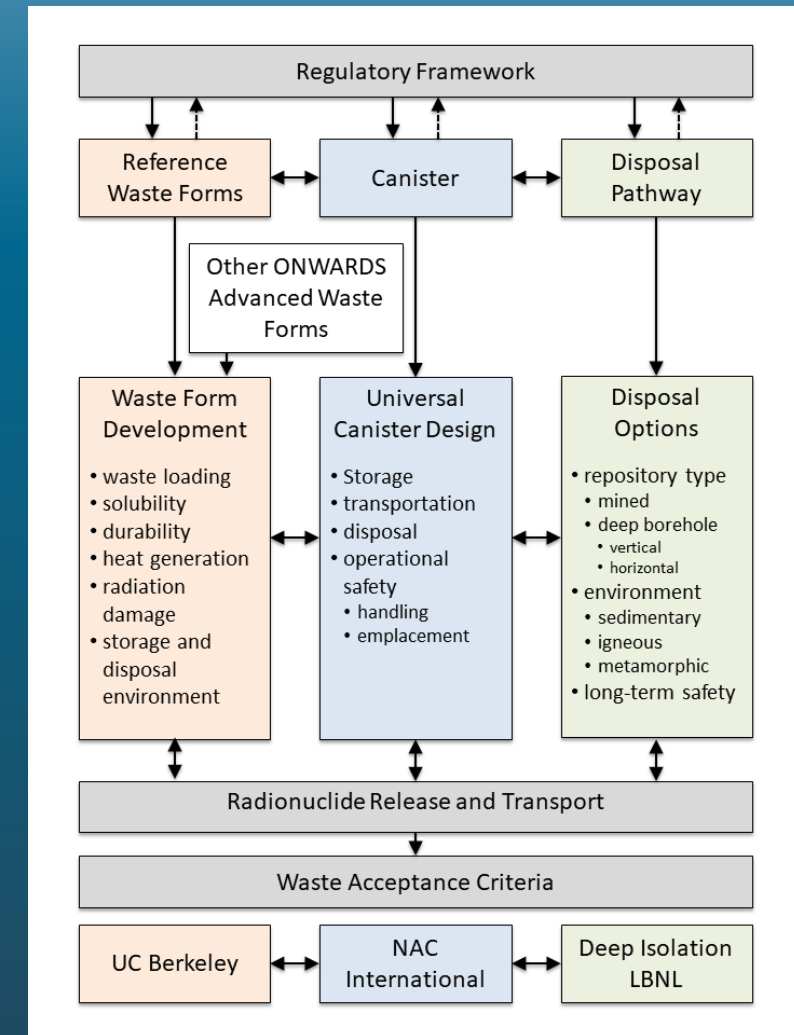 Regulatory Framework
Reference
Waste Forms
Canister
Disposal
Pathway
Other ONWARDS
Advanced Waste
Forms
Waste Form
Development
• waste loading
• solubility
• durability
• heat generation
• radiation
damage
• storage and
disposal
environment
Universal
Canister Design
• Storage
• transportation
• disposal
• operational
safety
• handling
• emplacement
Disposal
Options
• repository type
• mined
• deep borehole
• vertical
• horizontal
• environment
• sedimentary
• igneous
• metamorphic
• long-term safety
Radionuclide Release and Transport
Waste Acceptance Criteria
UC Berkeley
NAC
International
Deep Isolation
LBNL